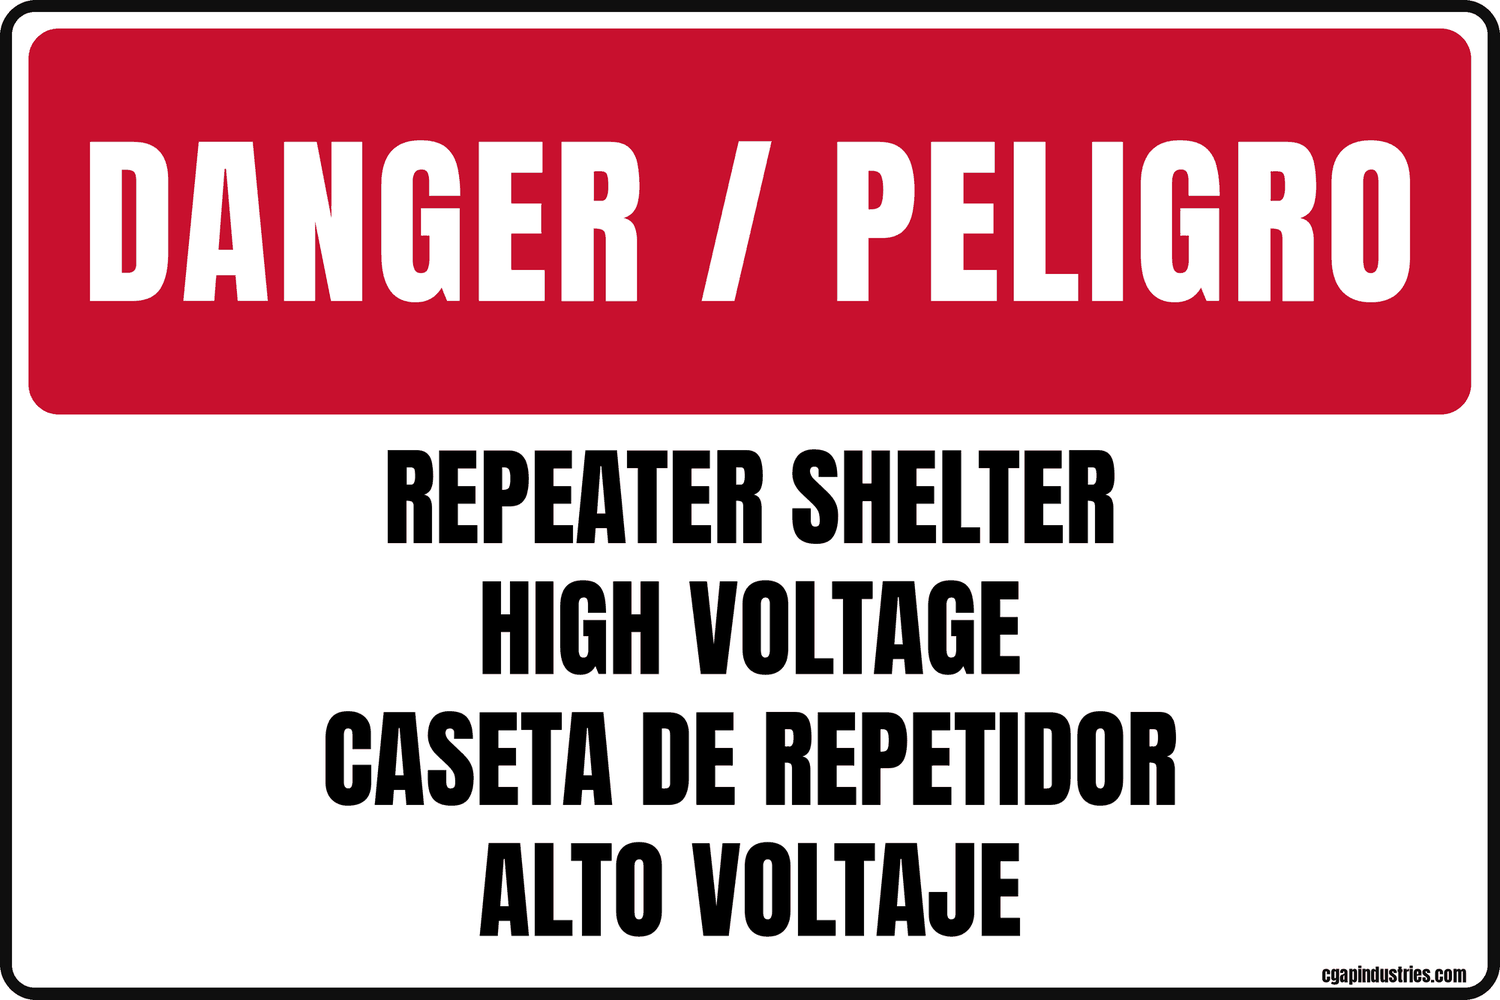 DANGER / PELIGRO
REPEATER SHELTER
HIGH VOLTAGE
CASETA DE REPETIDOR
ALTO VOLTAJE
cgapindustries.com